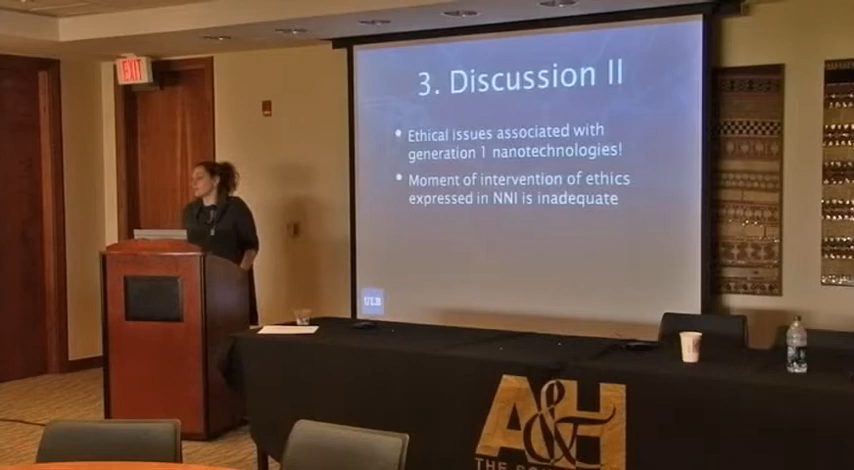 EXIT
3. Discussion II
• Ethical issues associated with
generation 1 nanotechnologies!
• Moment of intervention of ethics
expressed in NNI is inadequate
ULB
A&H
THE